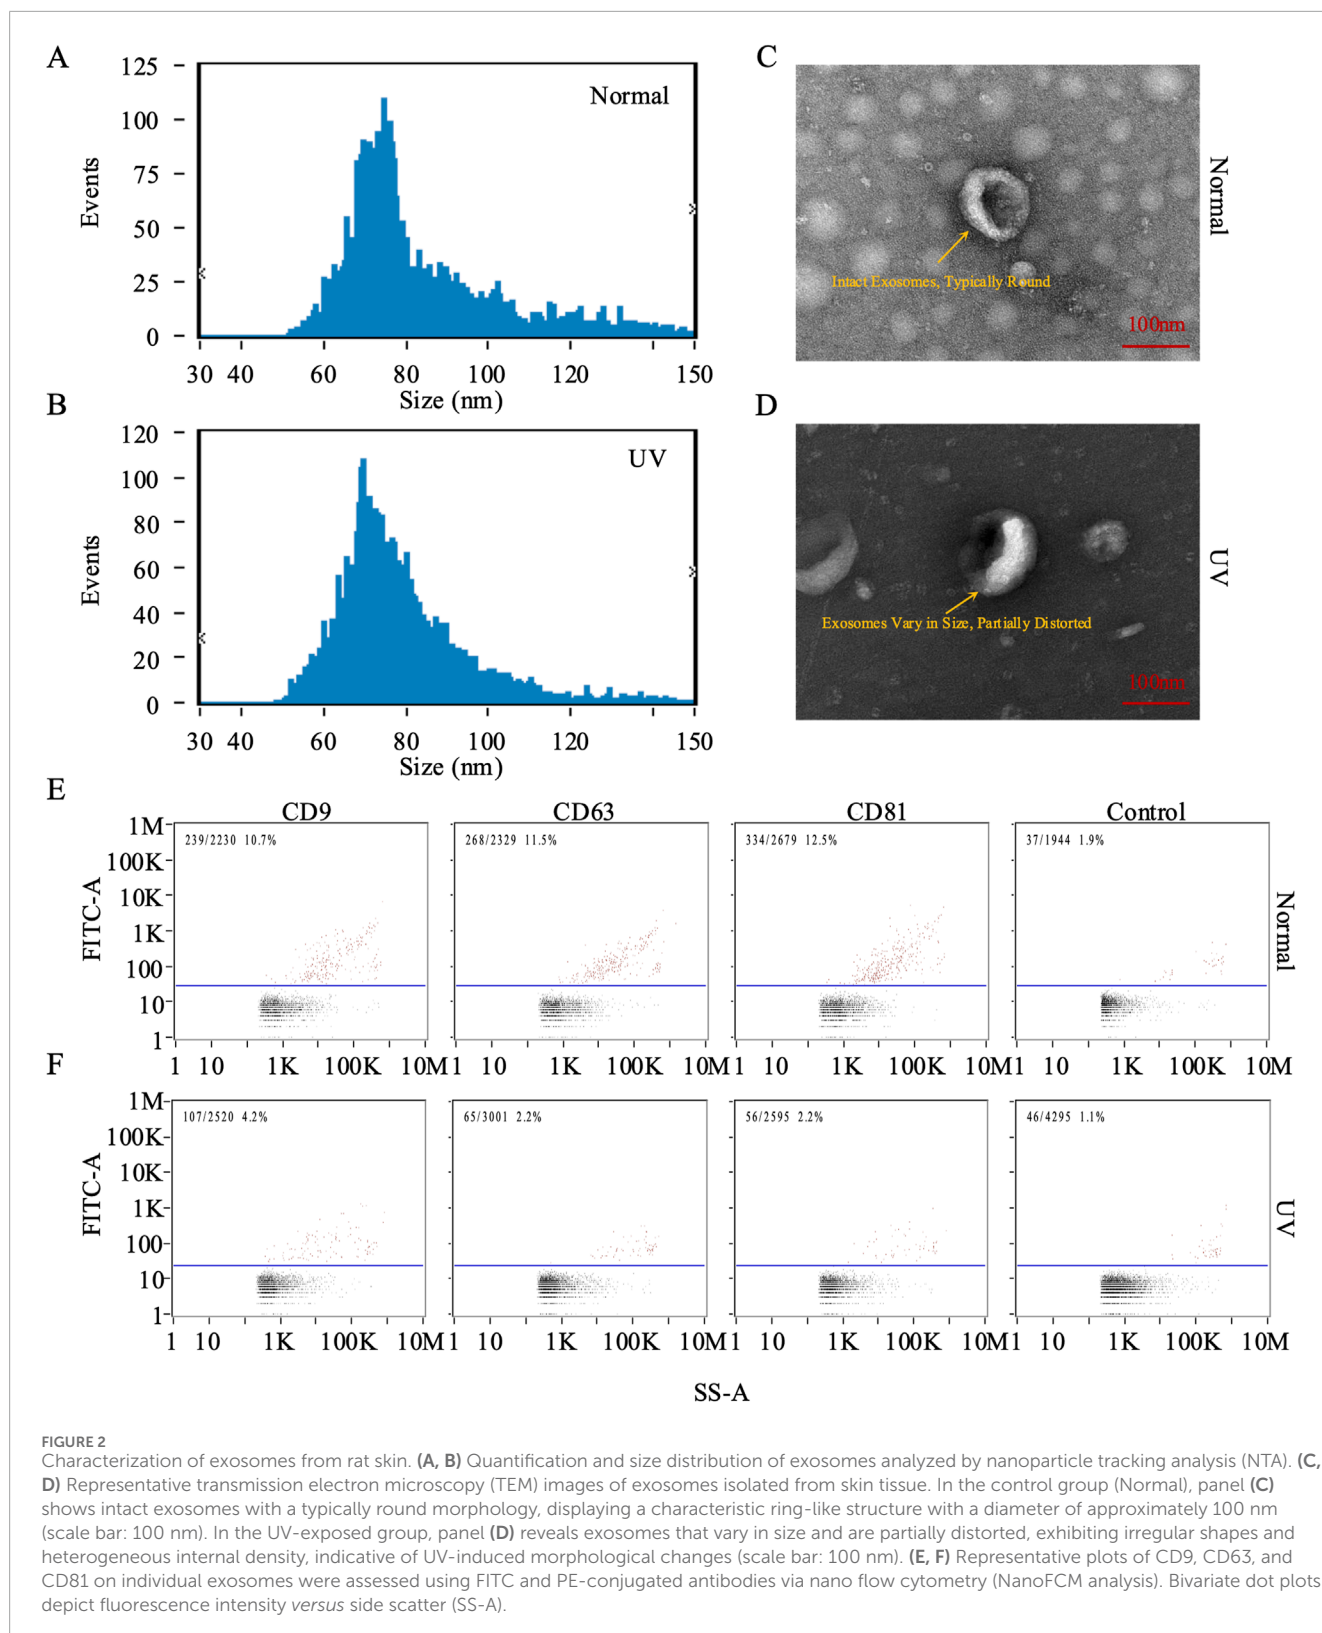 A
125
100
75
50
25
0
Events
Normal
30 40 60 80 100 120 150
Size (nm)
B
120
100
80
60
40
20
0
Events
UV
30 40 60 80 100 120 150
Size (nm)
C
Intact Exosomes, Typically Round
100nm
Normal
D
Exosomes Vary in Size, Partially Distorted
100nm
UV
E
CD9 CD63 CD81 Control
1M
100K
10K
1K
100
10
1
FITC-A
239/2230 10.7%
268/2329 11.5%
334/2679 12.5%
37/1944 1.9%
Normal
1 10 1K 100K 10M1 10 1K 100K 10M1 10 1K 100K 10M1 10 1K 100K 10M
F
1M
100K
10K
1K
100
10
1
FITC-A
107/2520 4.2%
65/3001 2.2%
56/2595 2.2%
46/4295 1.1%
UV
1 10 1K 100K 10M1 10 1K 100K 10M1 10 1K 100K 10M1 10 1K 100K 10M
SS-A
FIGURE 2
Characterization of exosomes from rat skin. (A, B) Quantification and size distribution of exosomes analyzed by nanoparticle tracking analysis (NTA). (C,
D) Representative transmission electron microscopy (TEM) images of exosomes isolated from skin tissue. In the control group (Normal), panel (C)
shows intact exosomes with a typically round morphology, displaying a characteristic ring-like structure with a diameter of approximately 100 nm
(scale bar: 100 nm). In the UV-exposed group, panel (D) reveals exosomes that vary in size and are partially distorted, exhibiting irregular shapes and
heterogeneous internal density, indicative of UV-induced morphological changes (scale bar: 100 nm). (E, F) Representative plots of CD9, CD63, and
CD81 on individual exosomes were assessed using FITC and PE-conjugated antibodies via nano flow cytometry (NanoFCM analysis). Bivariate dot plots
depict fluorescence intensity versus side scatter (SS-A).